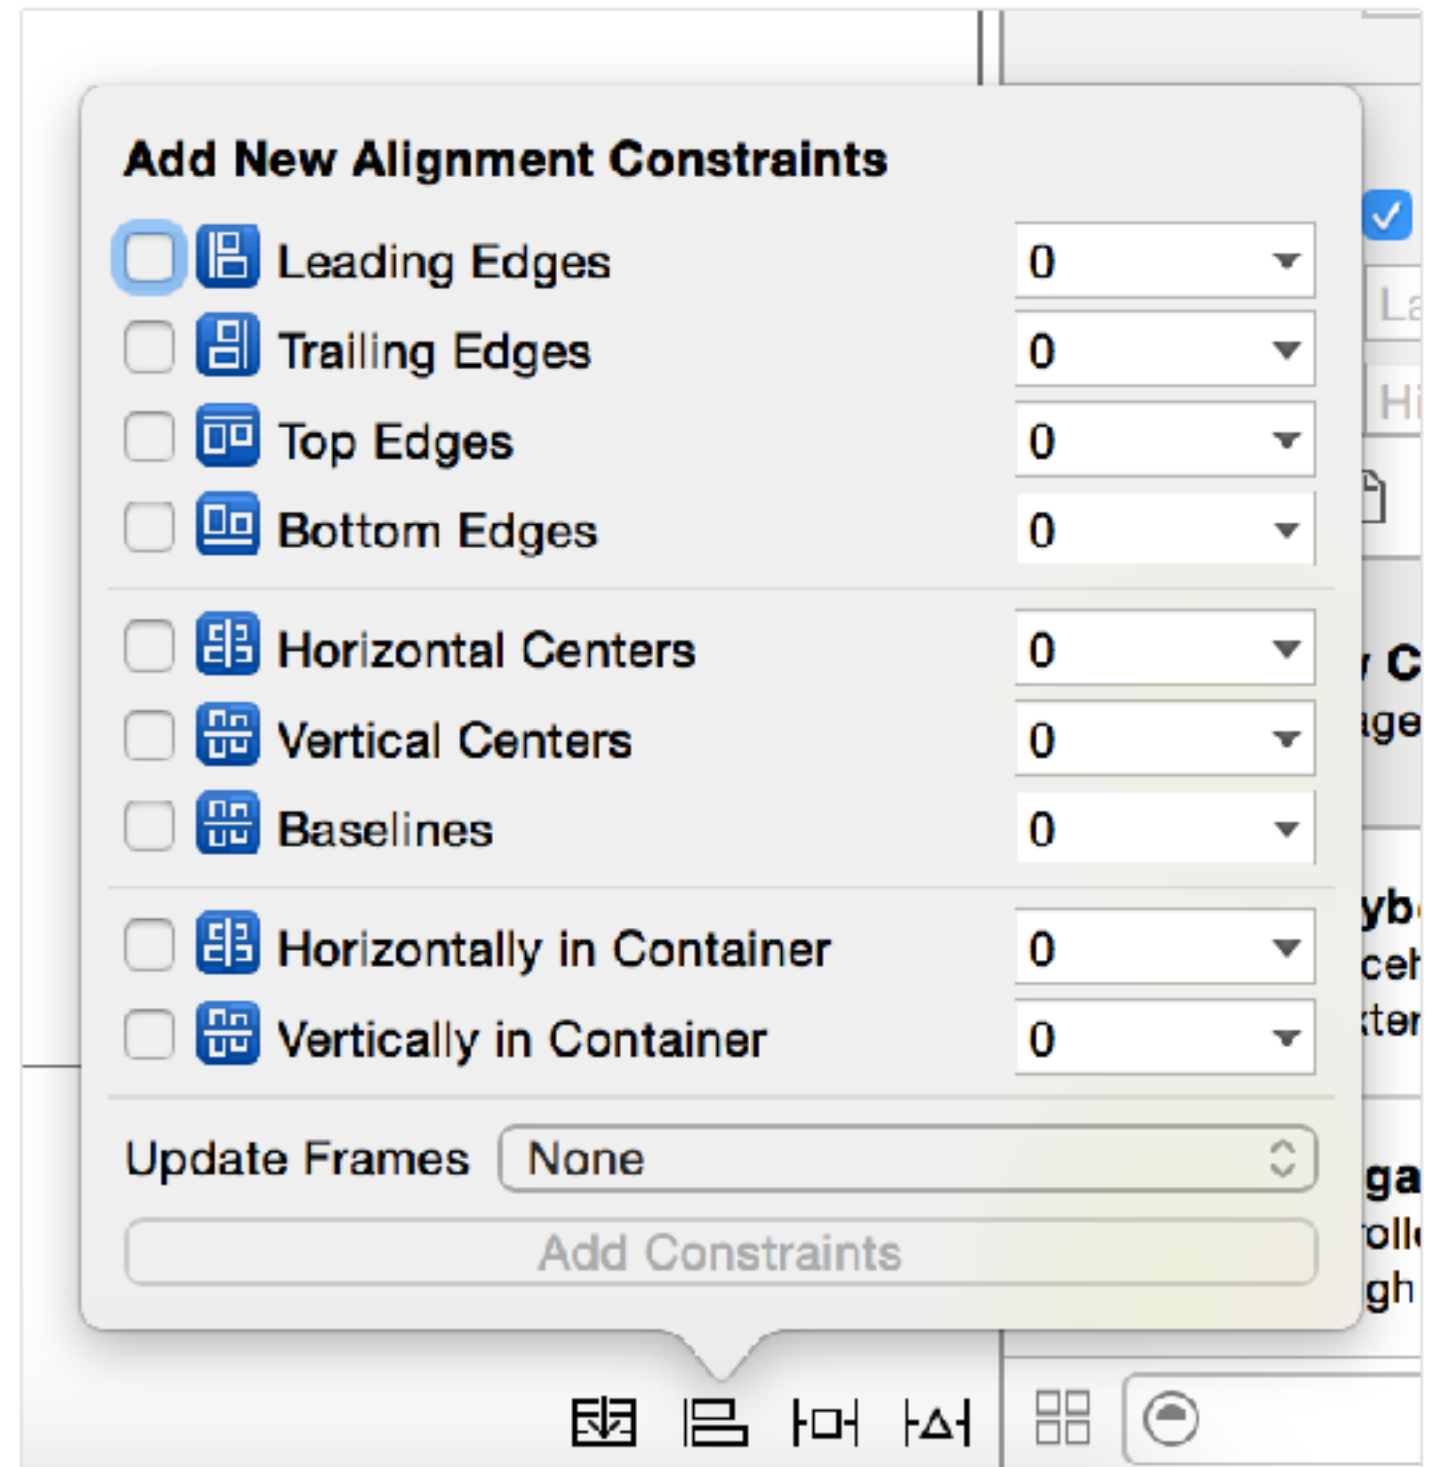 Add New Alignment Constraints
Leading Edges 0
Trailing Edges 0
Top Edges 0
Bottom Edges 0
Horizontal Centers 0
Vertical Centers 0
Baselines 0
Horizontally in Container 0
Vertically in Container 0
Update Frames None
Add Constraints